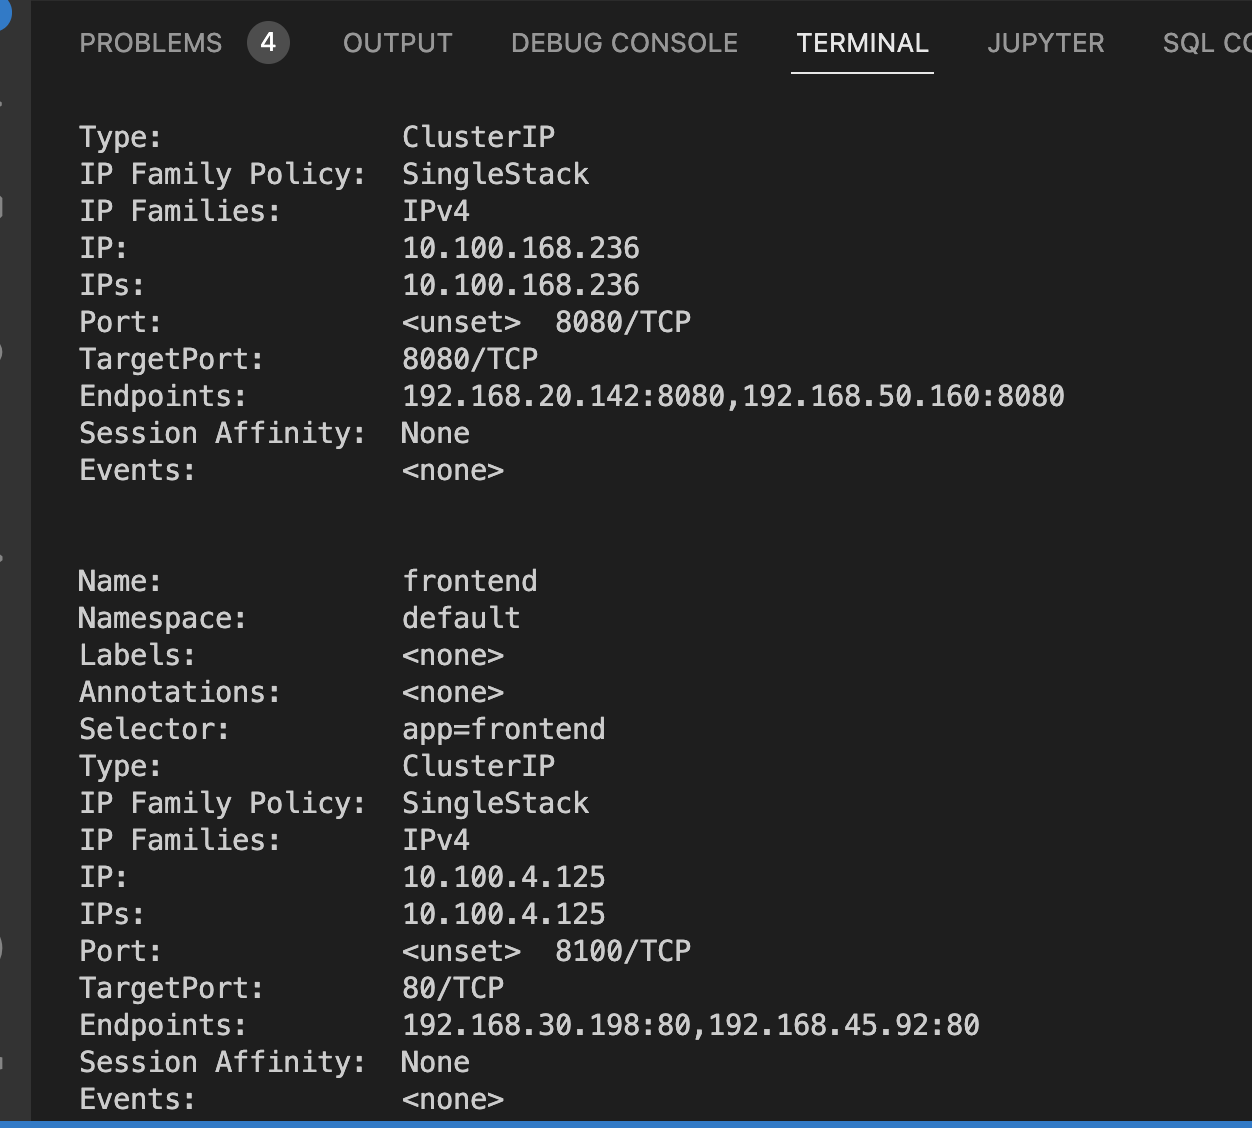 PROBLEMS 4 OUTPUT DEBUG CONSOLE TERMINAL JUPYTER SQL
Type: ClusterIP
IP Family Policy: SingleStack
IP Families: IPv4
IP: 10.100.168.236
IPs: 10.100.168.236
Port: <unset> 8080/TCP
TargetPort: 8080/TCP
Endpoints: 192.168.20.142:8080,192.168.50.160:8080
Session Affinity: None
Events: <none>
Name: frontend
Namespace: default
Labels: <none>
Annotations: <none>
Selector: app=frontend
Type: ClusterIP
IP Family Policy: SingleStack
IP Families: IPv4
IP: 10.100.4.125
IPs: 10.100.4.125
Port: <unset> 8100/TCP
TargetPort: 80/TCP
Endpoints: 192.168.30.198:80,192.168.45.92:80
Session Affinity: None
Events: <none>